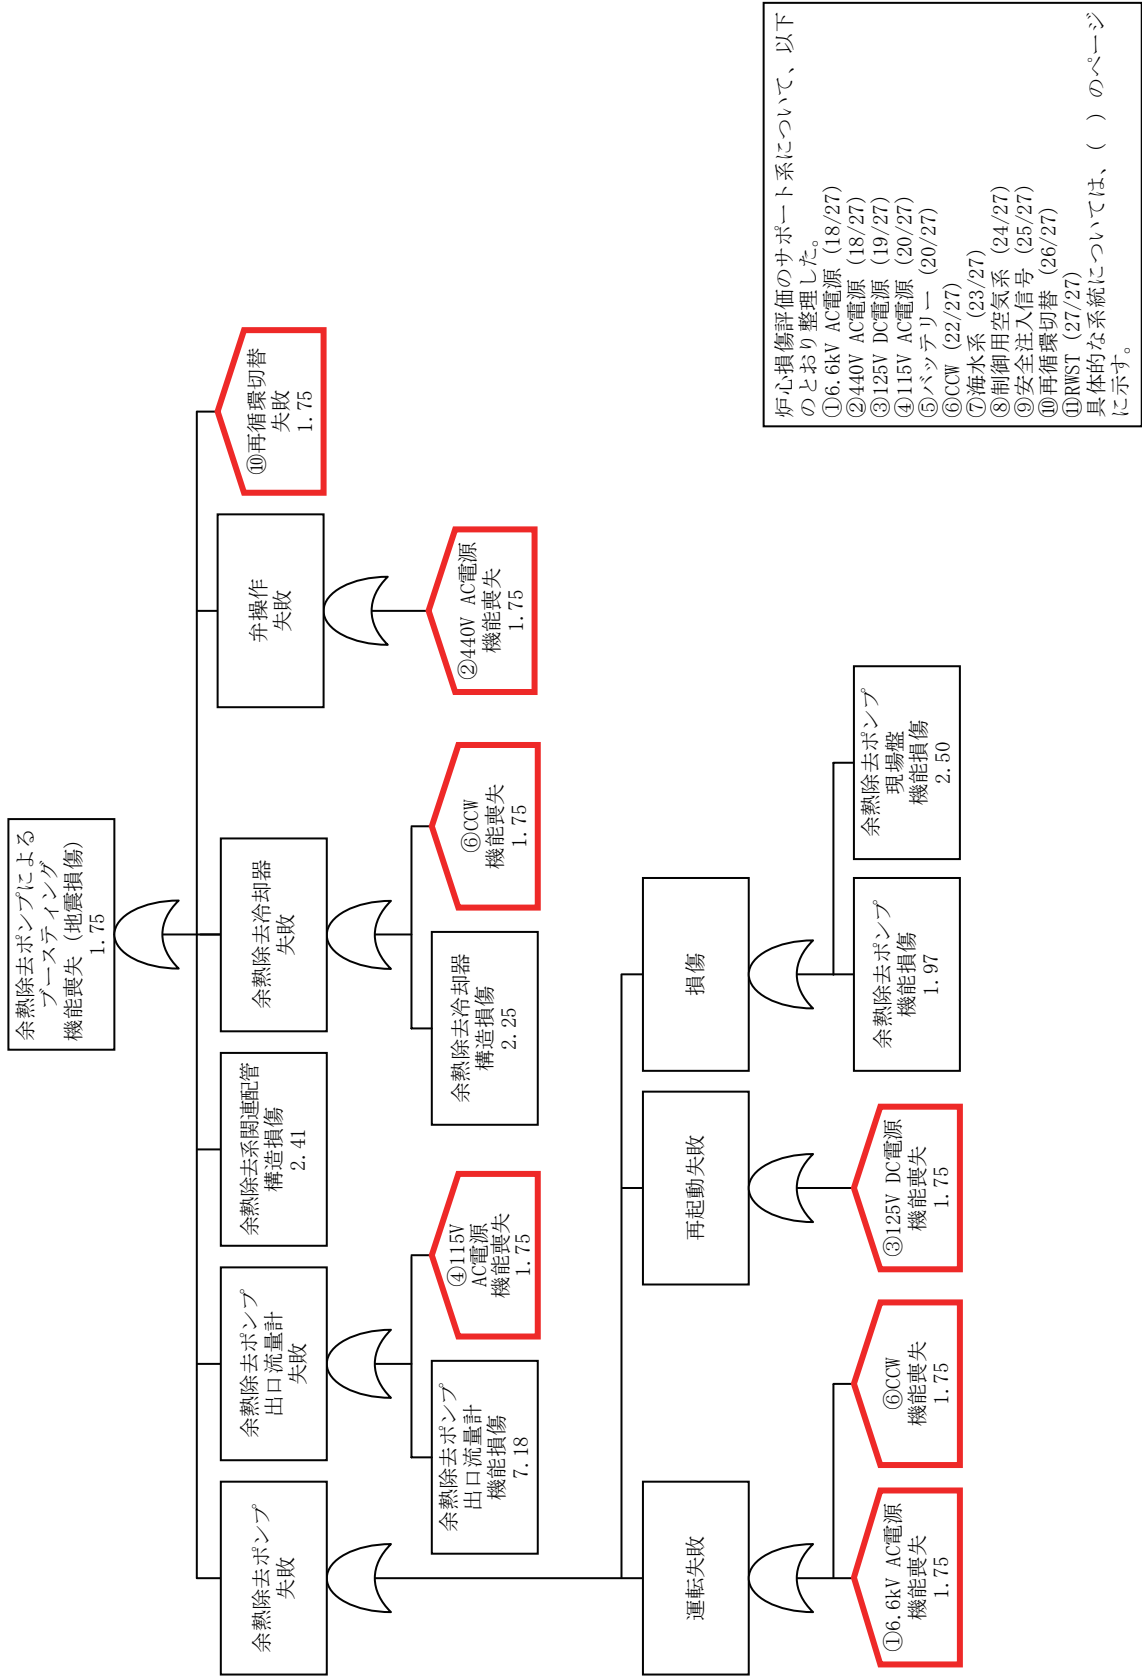 余熱除去ポンプによる
ブースティング
機能喪失（地震損傷）
1.75
余熱除去ポンプ
失敗
余熱除去ポンプ
出口流量計
失敗
余熱除去系関連配管
構造損傷
2.41
余熱除去冷却器
失敗
弁操作
失敗
⑩再循環切替
失敗
1.75
余熱除去ポンプ
出口流量計
機能損傷
7.18
④115V
AC電源
機能喪失
1.75
余熱除去冷却器
構造損傷
2.25
⑥CCW
機能喪失
1.75
②440V AC電源
機能喪失
1.75
運転失敗
再起動失敗
損傷
①6.6kV AC電源
機能喪失
1.75
⑥CCW
機能喪失
1.75
③125V DC電源
機能喪失
1.75
余熱除去ポンプ
機能損傷
1.97
余熱除去ポンプ
現場盤
機能損傷
2.50
炉心損傷評価のサポート系について、以下
のとおり整理した。
①6.6kV AC電源（18/27)
②440V AC電源（18/27)
③125V DC電源（19/27)
④115V AC電源（20/27)
⑤バッテリー（20/27)
⑥CCW（22/27)
⑦海水系（23/27)
⑧制御用空気系（24/27)
⑨安全注入信号（25/27)
⑩再循環切替（26/27)
⑪RWST（27/27)
具体的な系統については、（　）のページ
に示す。